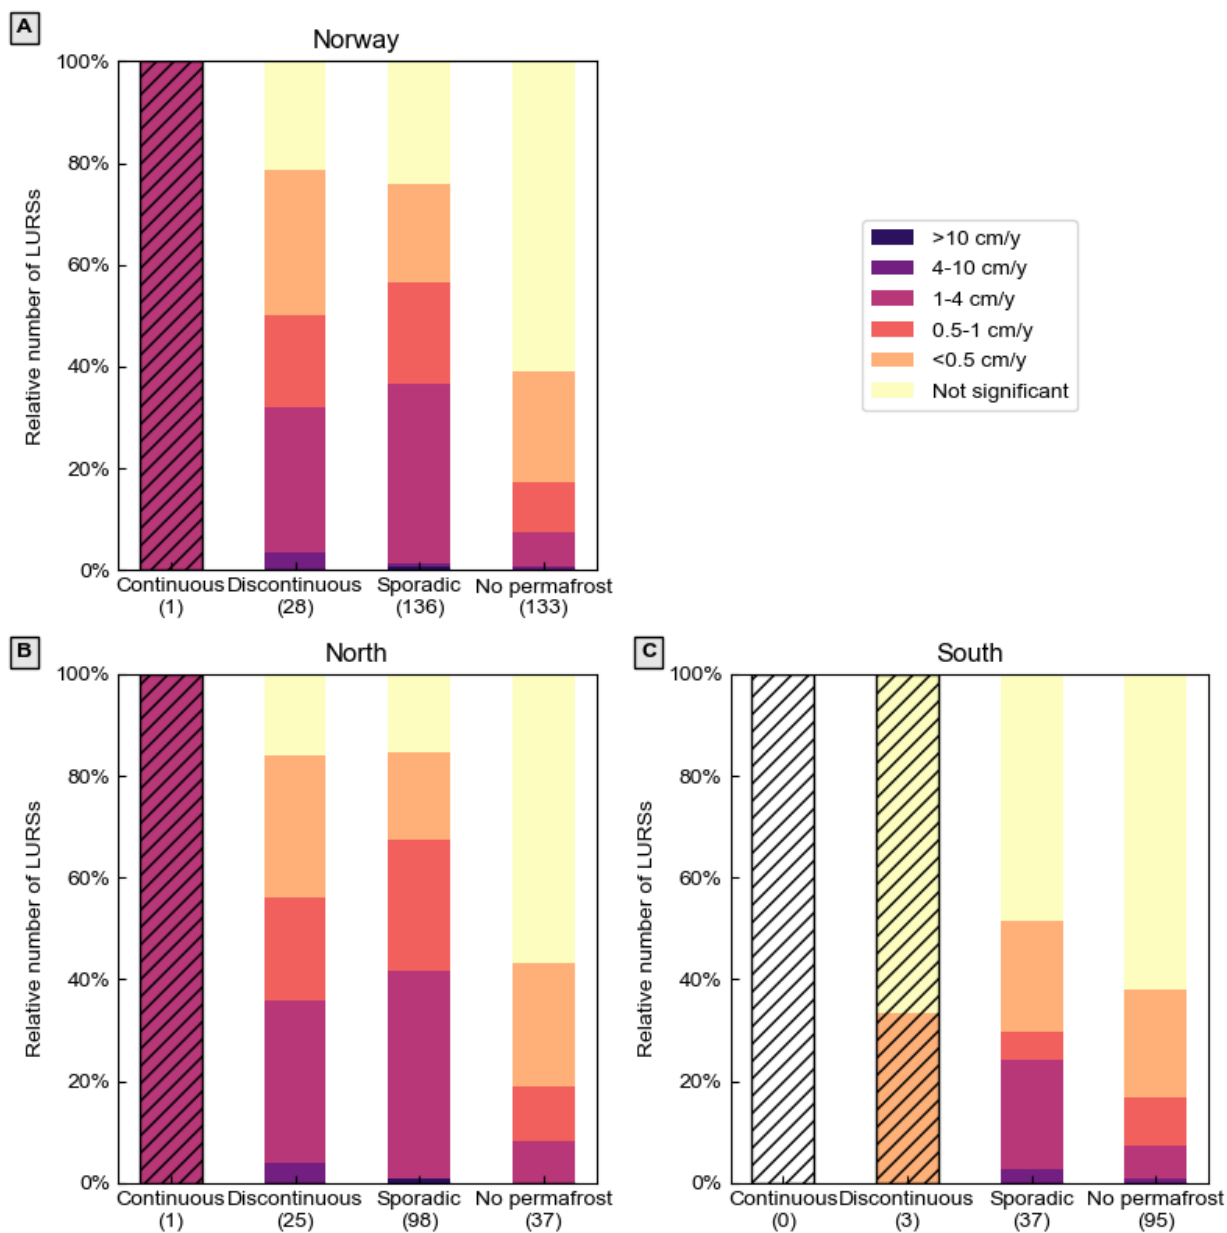 A
Norway
100%
80%
60%
40%
20%
0%
Relative number of LURSs
Continuous Discontinuous Sporadic No permafrost
(1) (28) (136) (133)
>10 cm/y
4-10 cm/y
1-4 cm/y
0.5-1 cm/y
<0.5 cm/y
Not significant
B
North
100%
80%
60%
40%
20%
0%
Relative number of LURSs
Continuous Discontinuous Sporadic No permafrost
(1) (25) (98) (37)
C
South
100%
80%
60%
40%
20%
0%
Relative number of LURSs
Continuous Discontinuous Sporadic No permafrost
(0) (3) (37) (95)